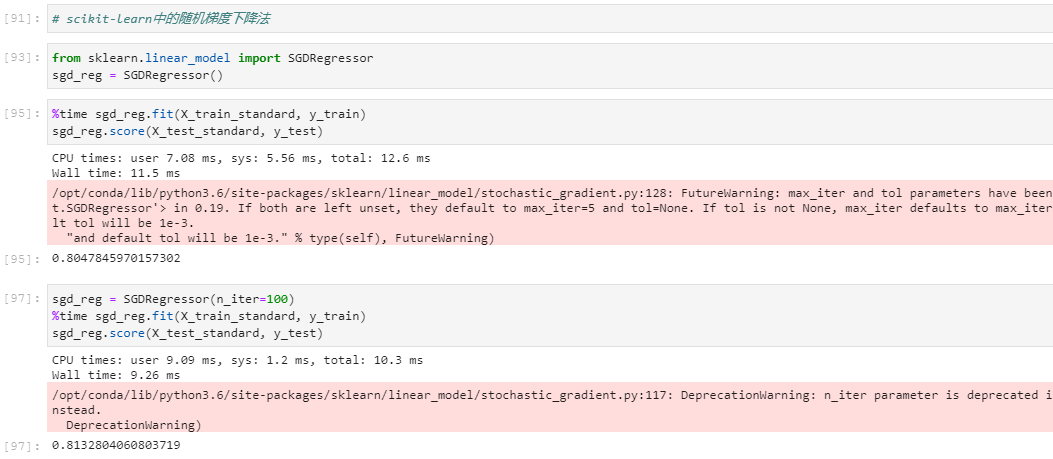 [91]: # scikit-learn中的随机梯度下降法
[93]: from sklearn.linear_model import SGDRegressor
sgd_reg = SGDRegressor()
[95]: %time sgd_reg.fit(X_train_standard, y_train)
sgd_reg.score(X_test_standard, y_test)
CPU times: user 7.08 ms, sys: 5.56 ms, total: 12.6 ms
Wall time: 11.5 ms
/opt/conda/lib/python3.6/site-packages/sklearn/linear_model/stochastic_gradient.py:128: FutureWarning: max_iter and tol parameters have been
t.SGDRegressor'> in 0.19. If both are left unset, they default to max_iter=5 and tol=None. If tol is not None, max_iter defaults to max_iter
lt tol will be 1e-3.
"and default tol will be 1e-3." % type(self), FutureWarning)
[95]: 0.8047845970157302
[97]: sgd_reg = SGDRegressor(n_iter=100)
%time sgd_reg.fit(X_train_standard, y_train)
sgd_reg.score(X_test_standard, y_test)
CPU times: user 9.09 ms, sys: 1.2 ms, total: 10.3 ms
Wall time: 9.26 ms
/opt/conda/lib/python3.6/site-packages/sklearn/linear_model/stochastic_gradient.py:117: DeprecationWarning: n_iter parameter is deprecated i
nstead.
DeprecationWarning)
[97]: 0.8132804060803719